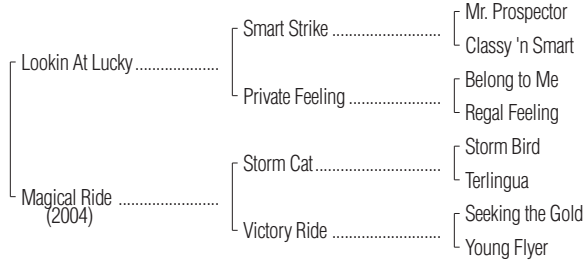 Mr. Prospector
Smart Strike ........................
Classy 'n Smart
Lookin At Lucky ...................
Belong to Me
Private Feeling .....................
Regal Feeling
Storm Bird
Storm Cat ............................
Terlingua
Magical Ride .......................
(2004)
Seeking the Gold
Victory Ride ........................
Young Flyer